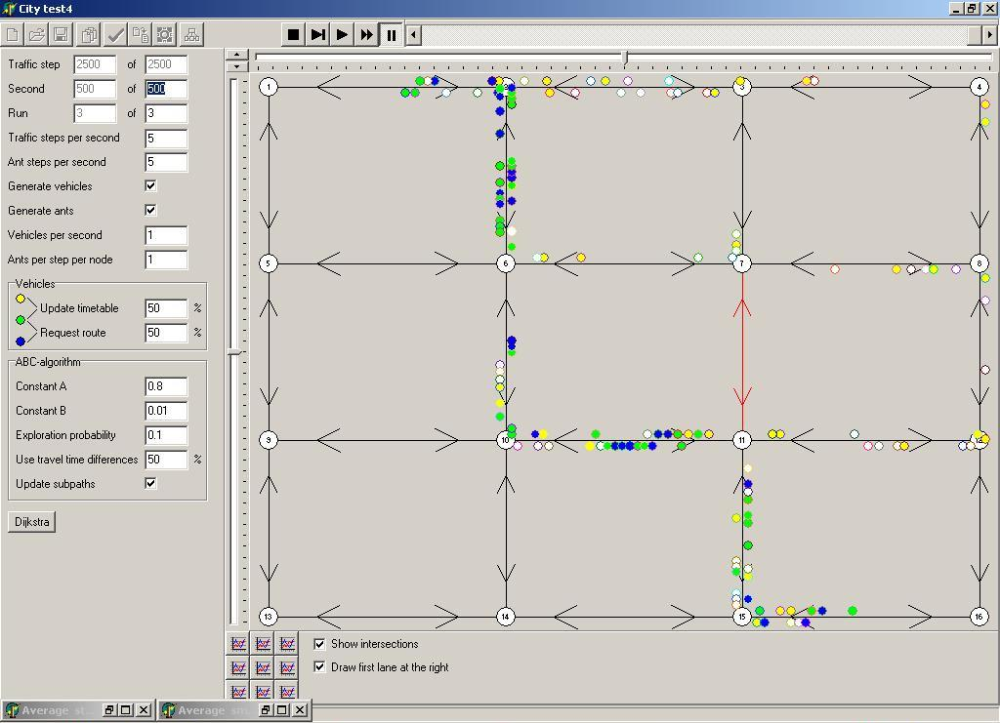 City test4
Traffic step 2500 of 2500
Second 500 of 500
Run 3 of 3
Traffic steps per second 5
Ant steps per second 5
Generate vehicles
Generate ants
Vehicles per second 1
Ants per step per node 1
Vehicles
Update timetable 50 %
Request route 50 %
ABC-algorithm
Constant A 0.8
Constant B 0.01
Exploration probability 0.1
Use travel time differences 50 %
Update subpaths
Dijkstra
1 3 4
5 6 7 8
9 10 11 12
13 14 15 16
Show intersections
Draw first lane at the right
Average
Average